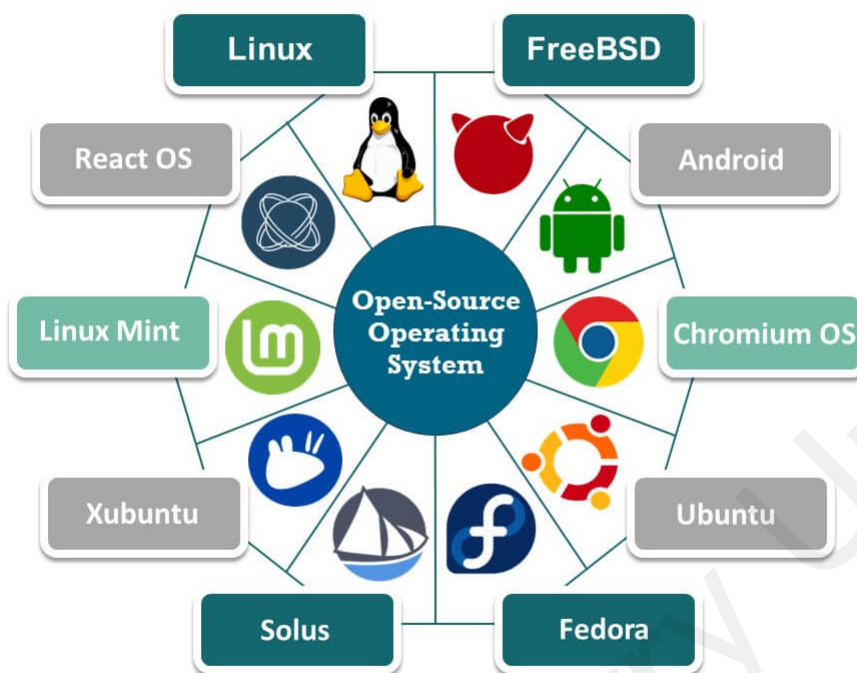 Linux
FreeBSD
React OS
Android
Open-Source
Operating
System
Linux Mint
Chromium OS
Xubuntu
Ubuntu
Solus
Fedora